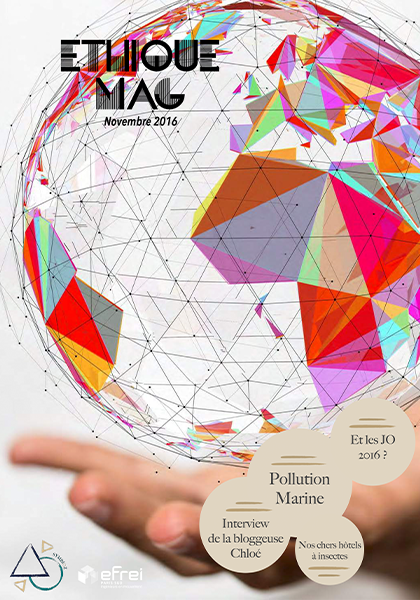 ETHIQUE
MAG
Novembre 2016
Et les JO
2016 ?
Pollution
Marine
Interview
de la bloggeuse
Chloé
Nos chers hôtels
à insectes
efrei